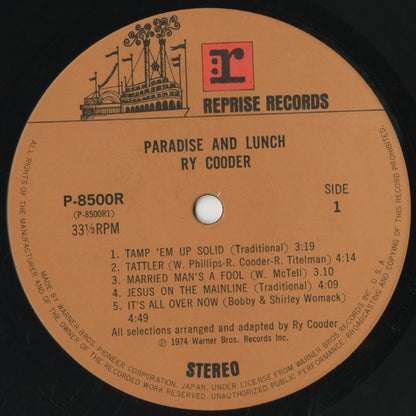 r
REPRISE RECORDS
PARADISE AND LUNCH
RY COODER
P-8500R
(P-8500R1)
33⅓RPM
SIDE
1
1. TAMP 'EM UP SOLID (Traditional) 3:19
2. TATTLER (W. Phillips-R. Cooder-R. Titelman) 4:14
3. MARRIED MAN'S A FOOL (W. McTell) 3.10
4. JESUS ON THE MAINLINE (Traditional) 4:09
5. IT'S ALL OVER NOW (Bobby & Shirley Womack)
4:49
All selections arranged and adapted by Ry Cooder
℗ 1974 Warner Bros. Records Inc.
STEREO
MADE BY WARNER BROS. PIONEER CORPORATION, JAPAN, UNDER LICENSE FROM WARNER BROS. RECORDS INC., U.S.A.
ALL RIGHTS OF THE MANUFACTURER AND OF THE OWNER OF THE RECORDED WORK RESERVED. UNAUTHORIZED PUBLIC PERFORMANCE, BROADCASTING AND COPYING OF THIS RECORD PROHIBITED.